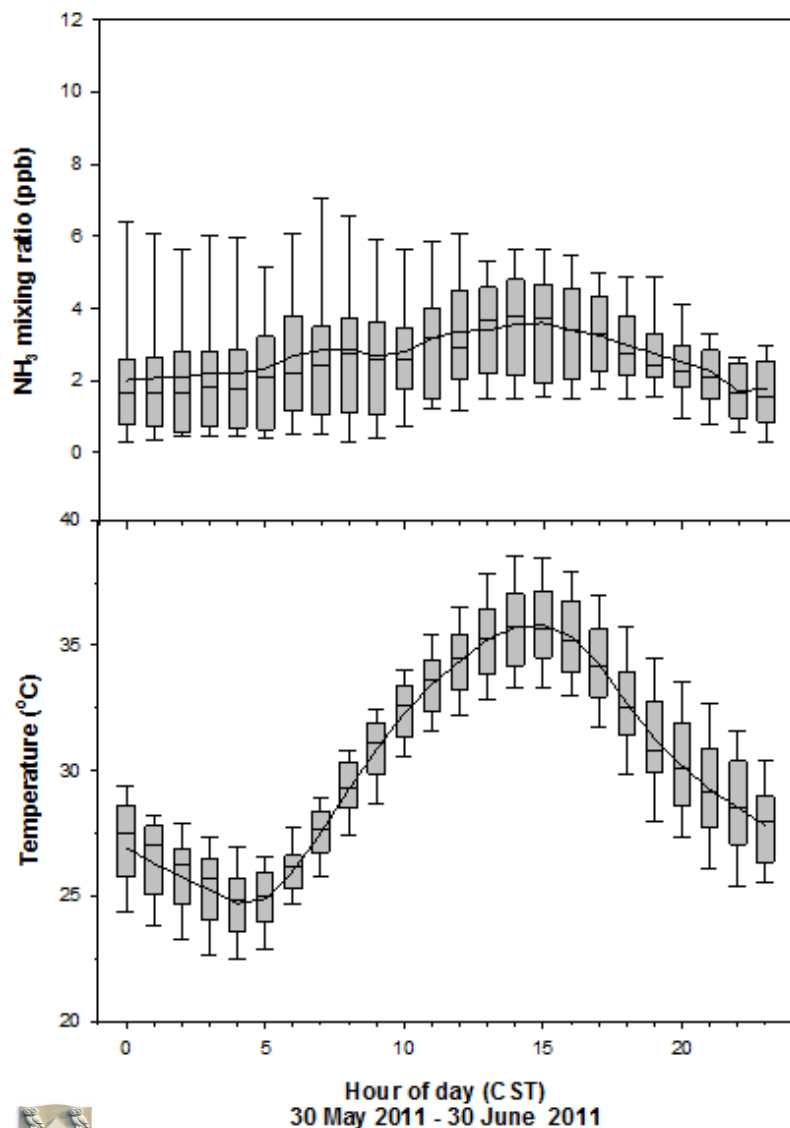 12
10
8
6
4
2
0
NH₃ mixing ratio (ppb)
40
35
30
25
20
Temperature (°C)
0 5 10 15 20
Hour of day (CST)
30 May 2011 - 30 June 2011